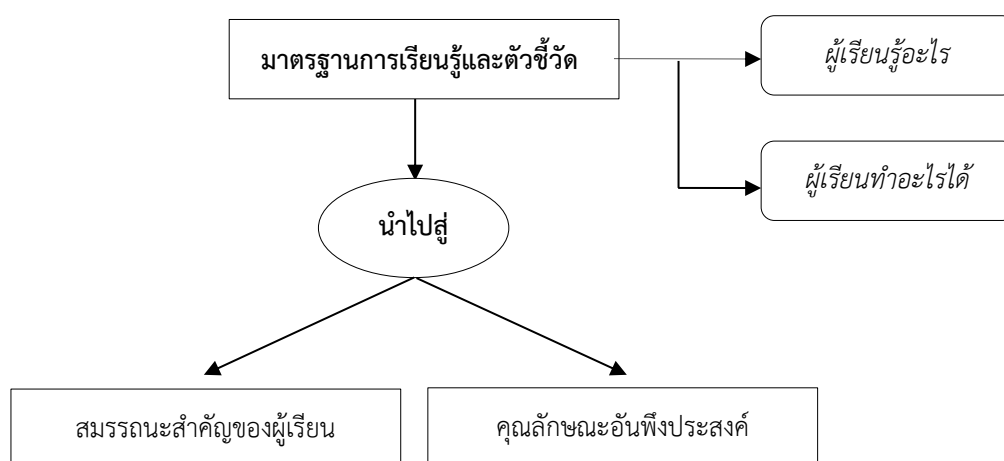 มาตรฐานการเรียนรู้และตัวชี้วัด
ผู้เรียนรู้อะไร
ผู้เรียนทำอะไรได้
นำไปสู่
สมรรถนะสำคัญของผู้เรียน
คุณลักษณะอันพึงประสงค์